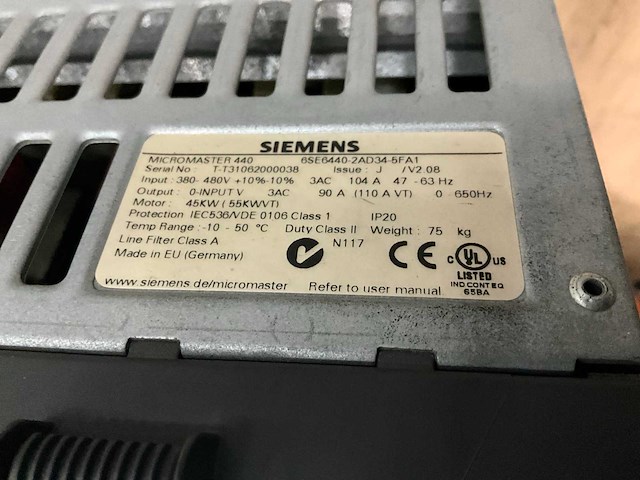 SIEMENS
MICROMASTER 440 6SE6440-2AD34-5FA1
Serial No : T-T31062000038 Issue : J /V2.08
Input : 380- 480V +10%-10% 3AC 104 A 47 - 63 Hz
Output : 0-INPUT V 3AC 90 A (110 A VT) 0 650Hz
Motor : 45KW ( 55KWVT)
Protection IEC536/VDE 0106 Class 1 IP20
Temp Range :-10 - 50 °C Duty Class II Weight : 75 kg
Line Filter Class A N117 CE C UL US
Made in EU (Germany) LISTED
IND.CONT.EQ
www.siemens.de/micromaster Refer to user manual 65BA